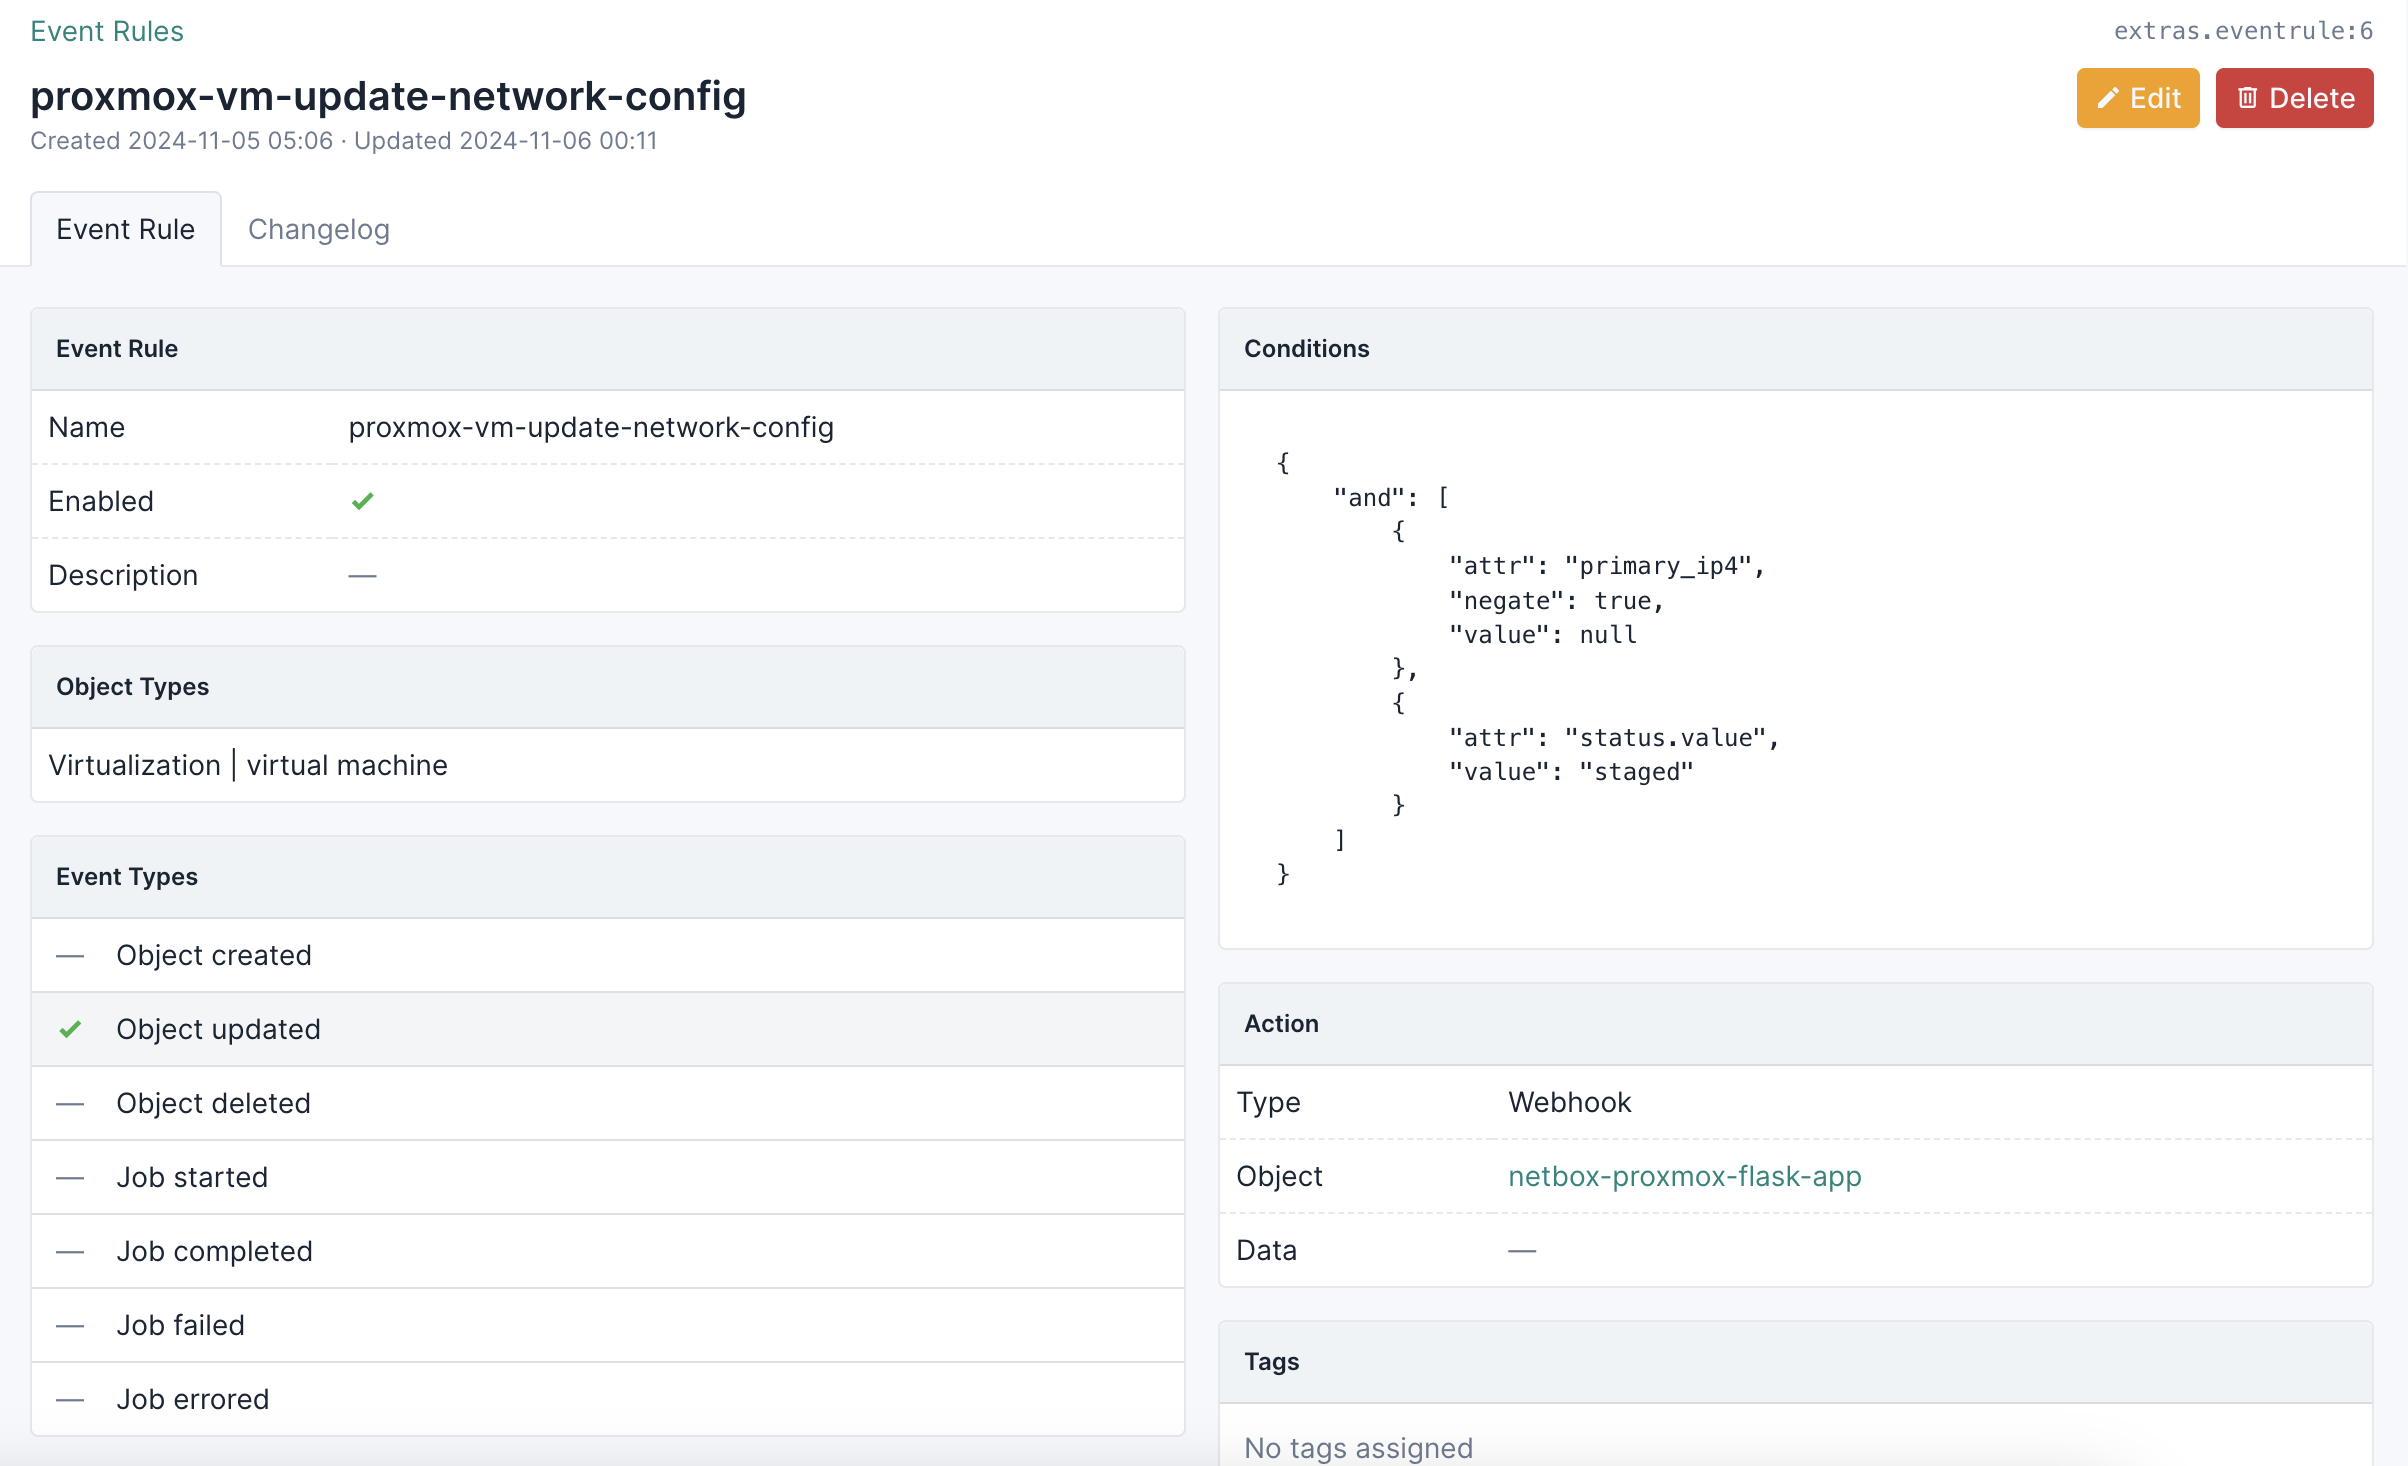 Event Rules
extras.eventrule:6
proxmox-vm-update-network-config
Edit
Delete
Created 2024-11-05 05:06 · Updated 2024-11-06 00:11
Event Rule
Changelog
Event Rule
Name proxmox-vm-update-network-config
Enabled
Description —
Object Types
Virtualization | virtual machine
Event Types
— Object created
Object updated
— Object deleted
— Job started
— Job completed
— Job failed
— Job errored
Conditions
{
    "and": [
        {
            "attr": "primary_ip4",
            "negate": true,
            "value": null
        },
        {
            "attr": "status.value",
            "value": "staged"
        }
    ]
}
Action
Type Webhook
Object netbox-proxmox-flask-app
Data —
Tags
No tags assigned